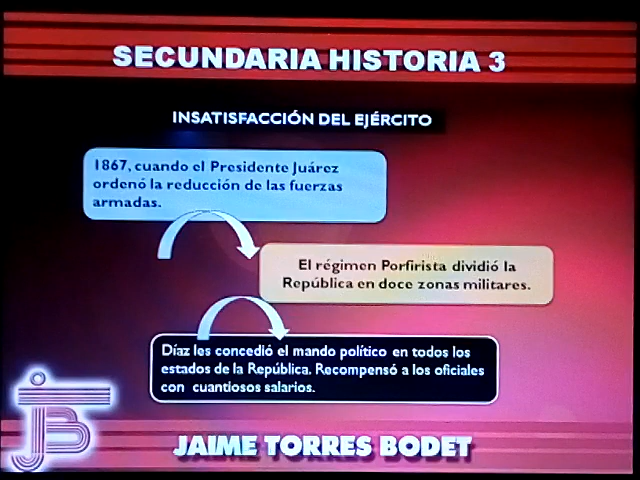 SECUNDARIA HISTORIA 3
INSATISFACCIÓN DEL EJÉRCITO
1867, cuando el Presidente Juárez
ordenó la reducción de las fuerzas
armadas.
El régimen Porfirista dividió la
República en doce zonas militares.
Díaz les concedió el mando político en todos los
estados de la República. Recompensó a los oficiales
con cuantiosos salarios.
JB
JAIME TORRES BODET